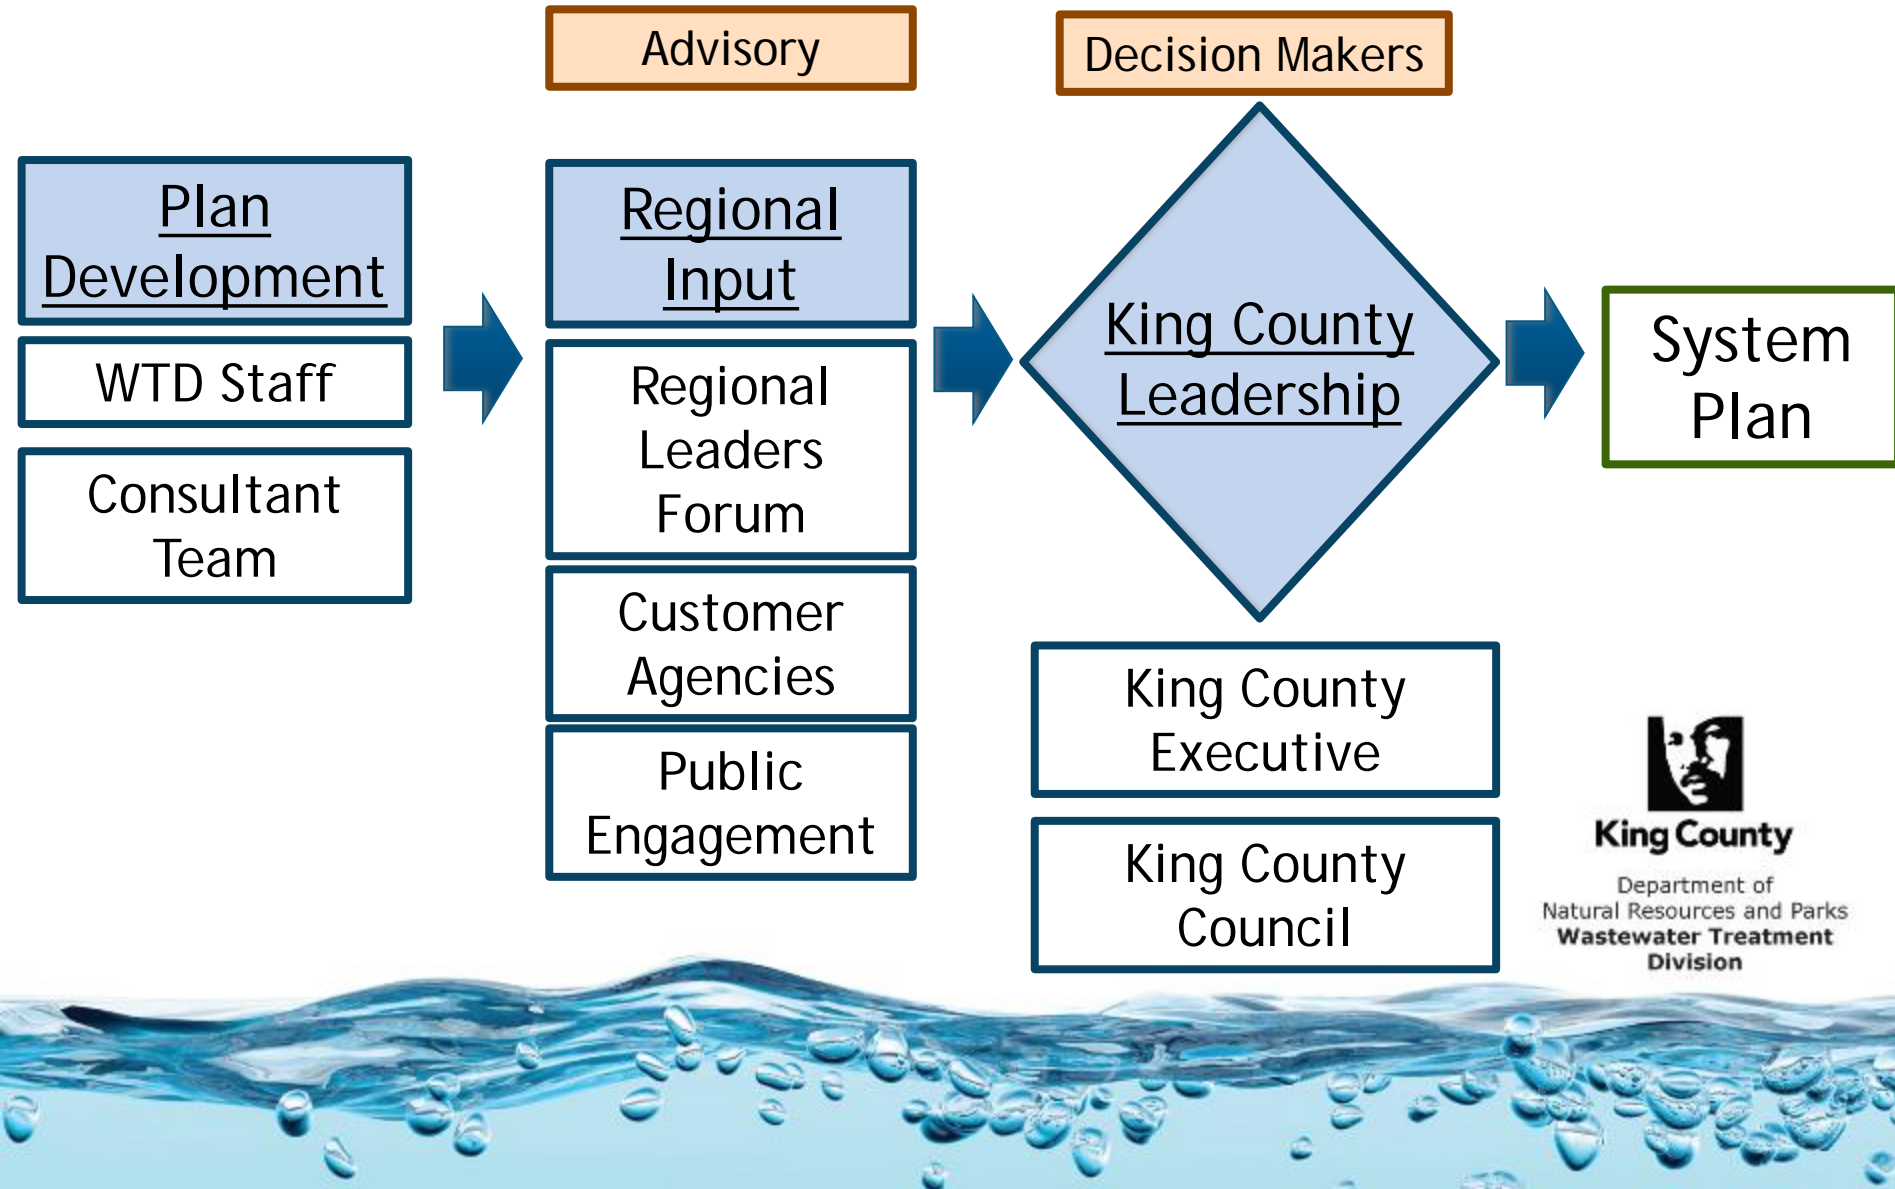 Advisory
Decision Makers
Plan
Development
WTD Staff
Consultant
Team
Regional
Input
Regional
Leaders
Forum
Customer
Agencies
Public
Engagement
King County
Leadership
King County
Executive
King County
Council
System
Plan
King County
Department of
Natural Resources and Parks
Wastewater Treatment
Division